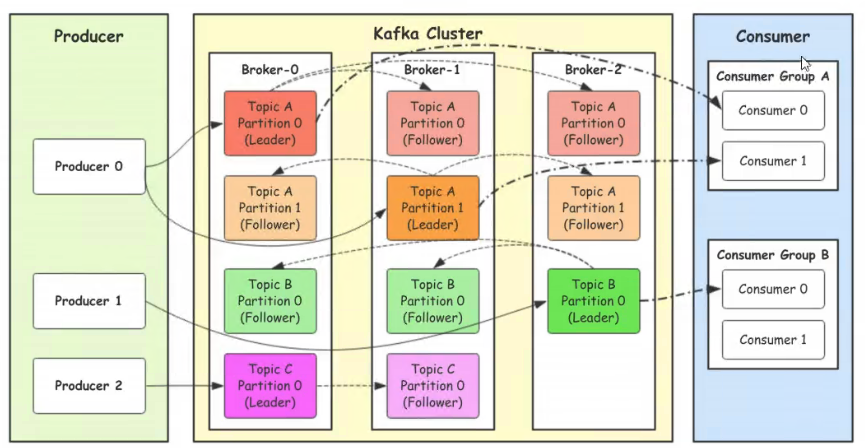 Producer
Kafka Cluster
Consumer
Broker-0
Broker-1
Broker-2
Consumer Group A
Topic A
Partition 0
(Leader)
Topic A
Partition 0
(Follower)
Topic A
Partition 0
(Follower)
Consumer 0
Producer 0
Consumer 1
Topic A
Partition 1
(Follower)
Topic A
Partition 1
(Leader)
Topic A
Partition 1
(Follower)
Consumer Group B
Producer 1
Topic B
Partition 0
(Follower)
Topic B
Partition 0
(Follower)
Topic B
Partition 0
(Leader)
Consumer 0
Consumer 1
Producer 2
Topic C
Partition 0
(Leader)
Topic C
Partition 0
(Follower)